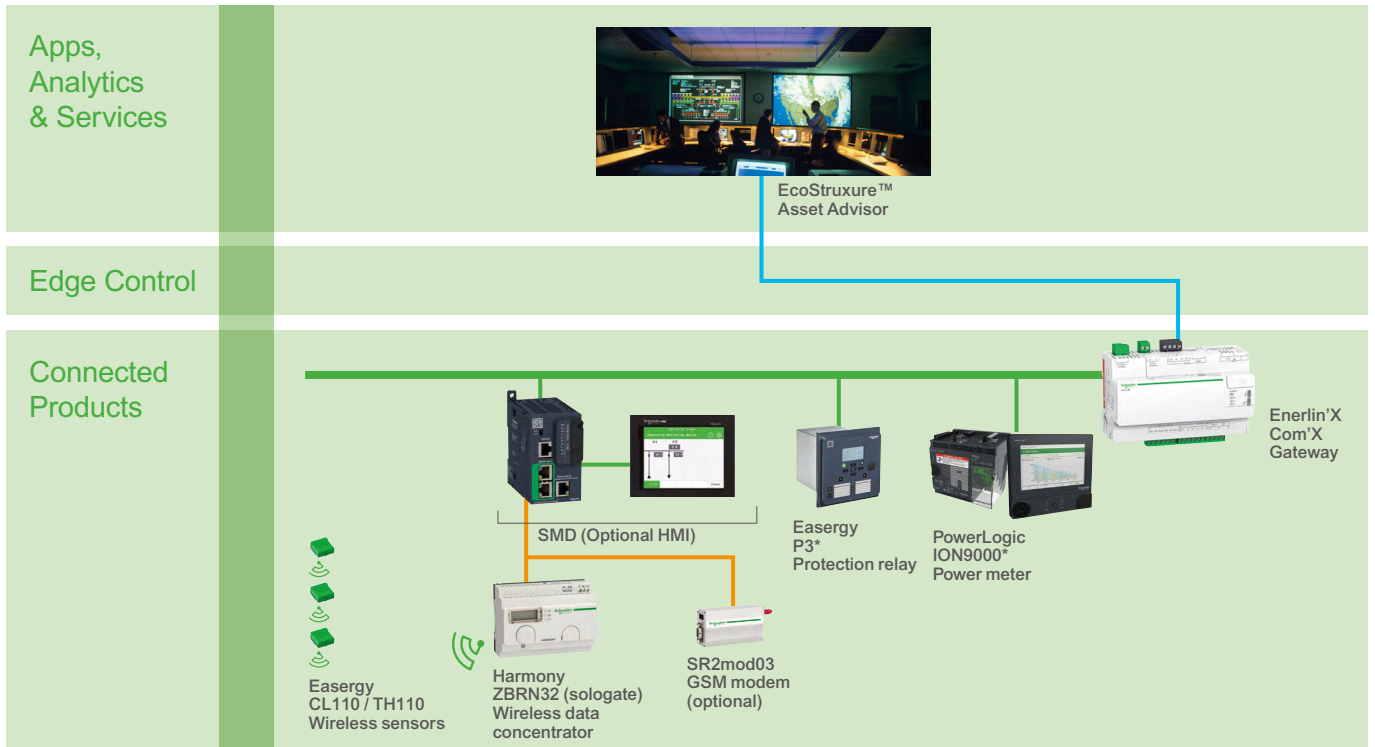 Apps,
Analytics
& Services
EcoStruxure™
Asset Advisor
Edge Control
Connected
Products
Enerlin’X
Com’X
Gateway
SMD (Optional HMI)
Easergy
P3*
Protection relay
PowerLogic
ION9000*
Power meter
Easergy
CL110 / TH110
Wireless sensors
Harmony
ZBRN32 (sologate)
Wireless data
concentrator
SR2mod03
GSM modem
(optional)